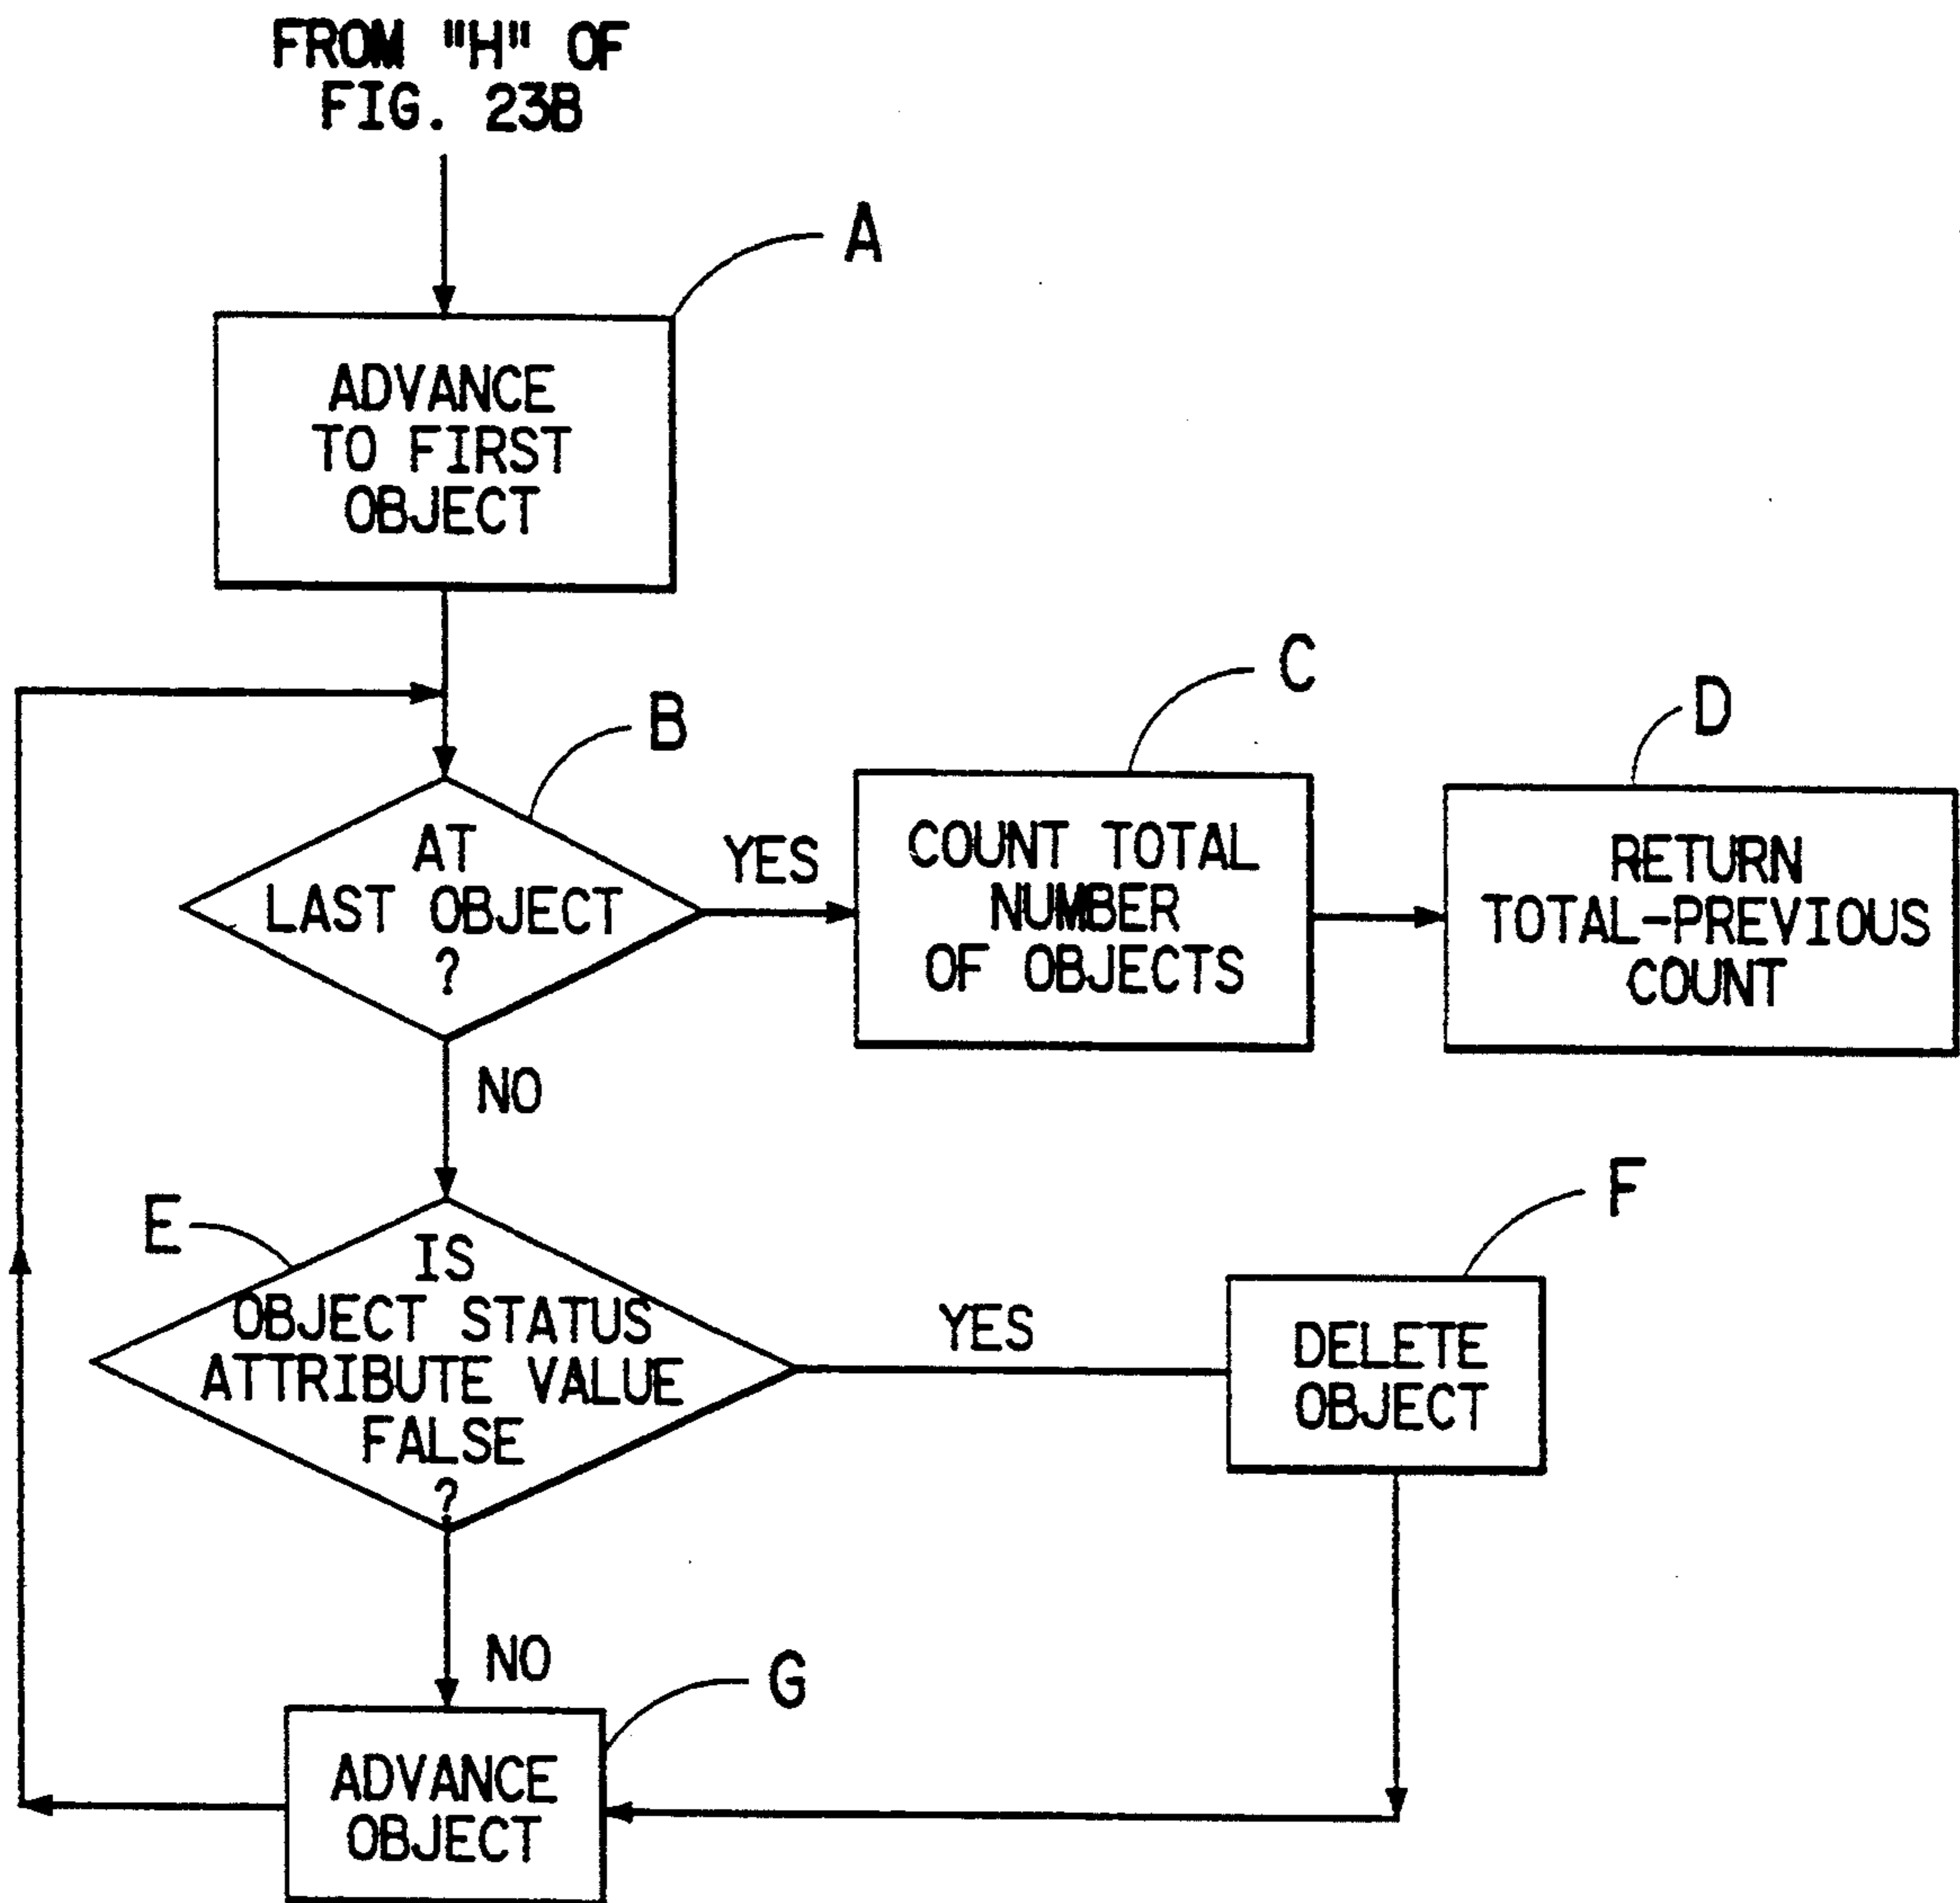 FROM "H" OF
FIG. 23B
A
ADVANCE
TO FIRST
OBJECT
B
C
D
AT
LAST OBJECT
?
YES
COUNT TOTAL
NUMBER
OF OBJECTS
RETURN
TOTAL-PREVIOUS
COUNT
NO
E
IS
OBJECT STATUS
ATTRIBUTE VALUE
FALSE
?
YES
F
DELETE
OBJECT
NO
G
ADVANCE
OBJECT